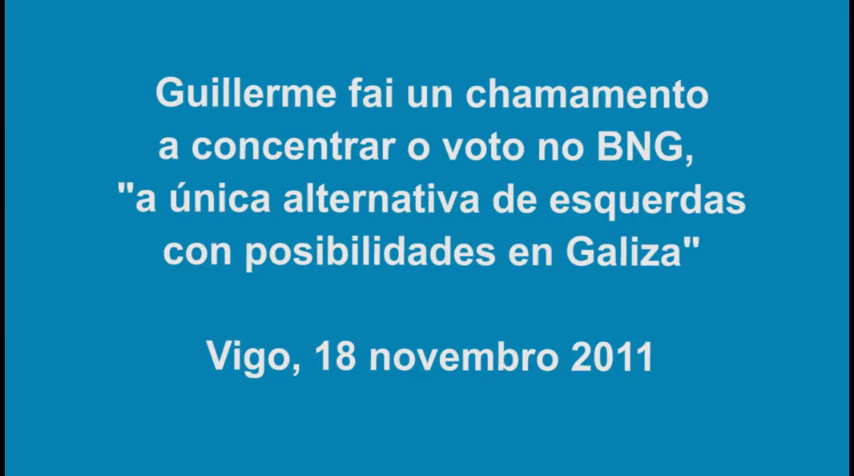 Guillerme fai un chamamento
a concentrar o voto no BNG,
"a única alternativa de esquerdas
con posibilidades en Galiza"
Vigo, 18 novembro 2011